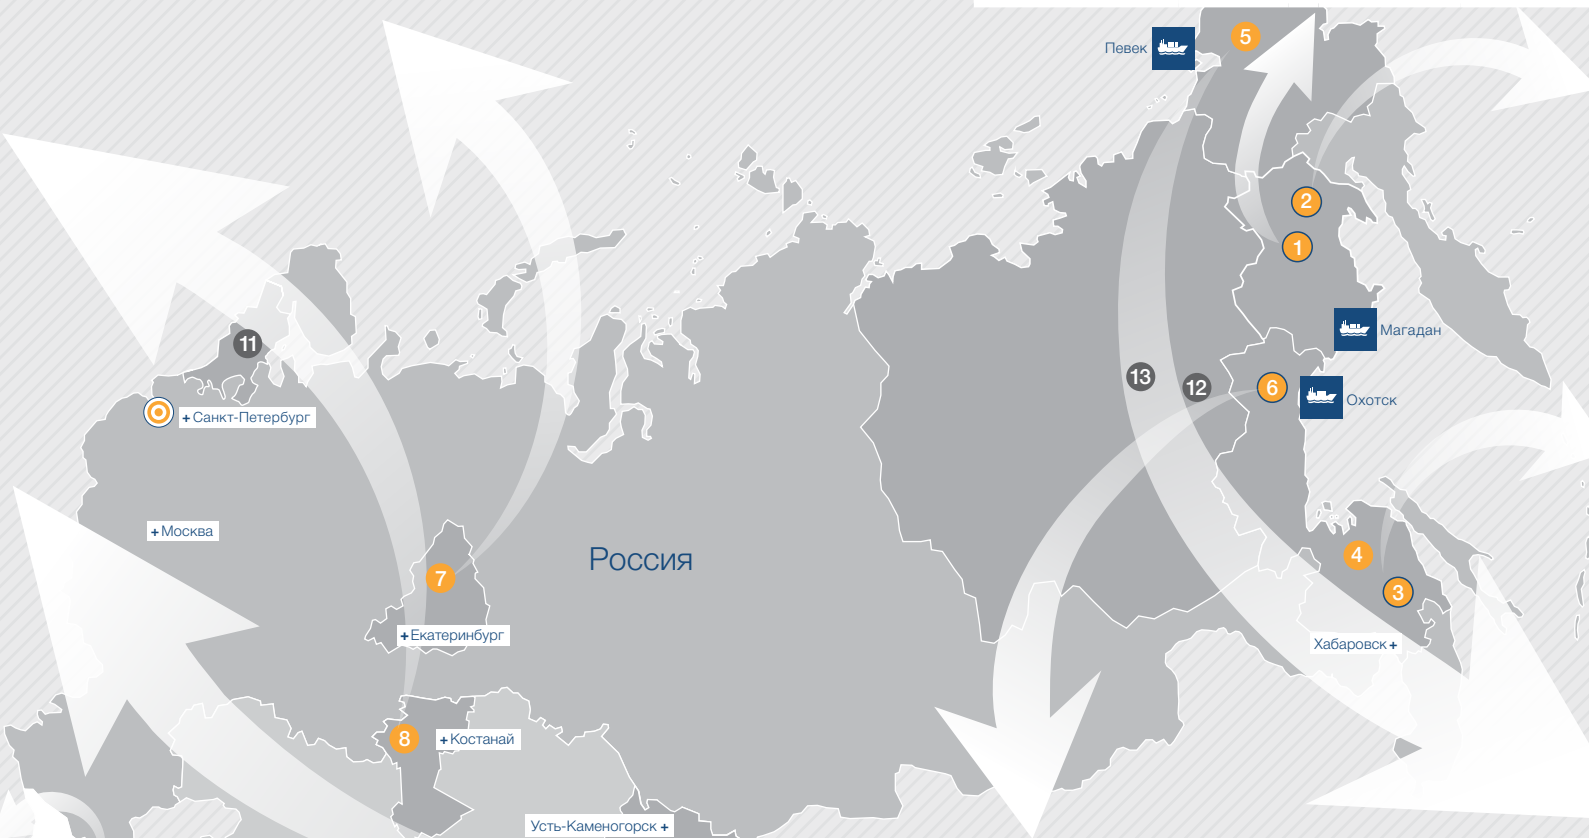 5
Певек
2
1
Магадан
11
13
12
6
Охотск
+Санкт-Петербург
+Москва
Россия
4
7
3
+Екатеринбург
Хабаровск+
8
+Костанай
Усть-Каменогорск +